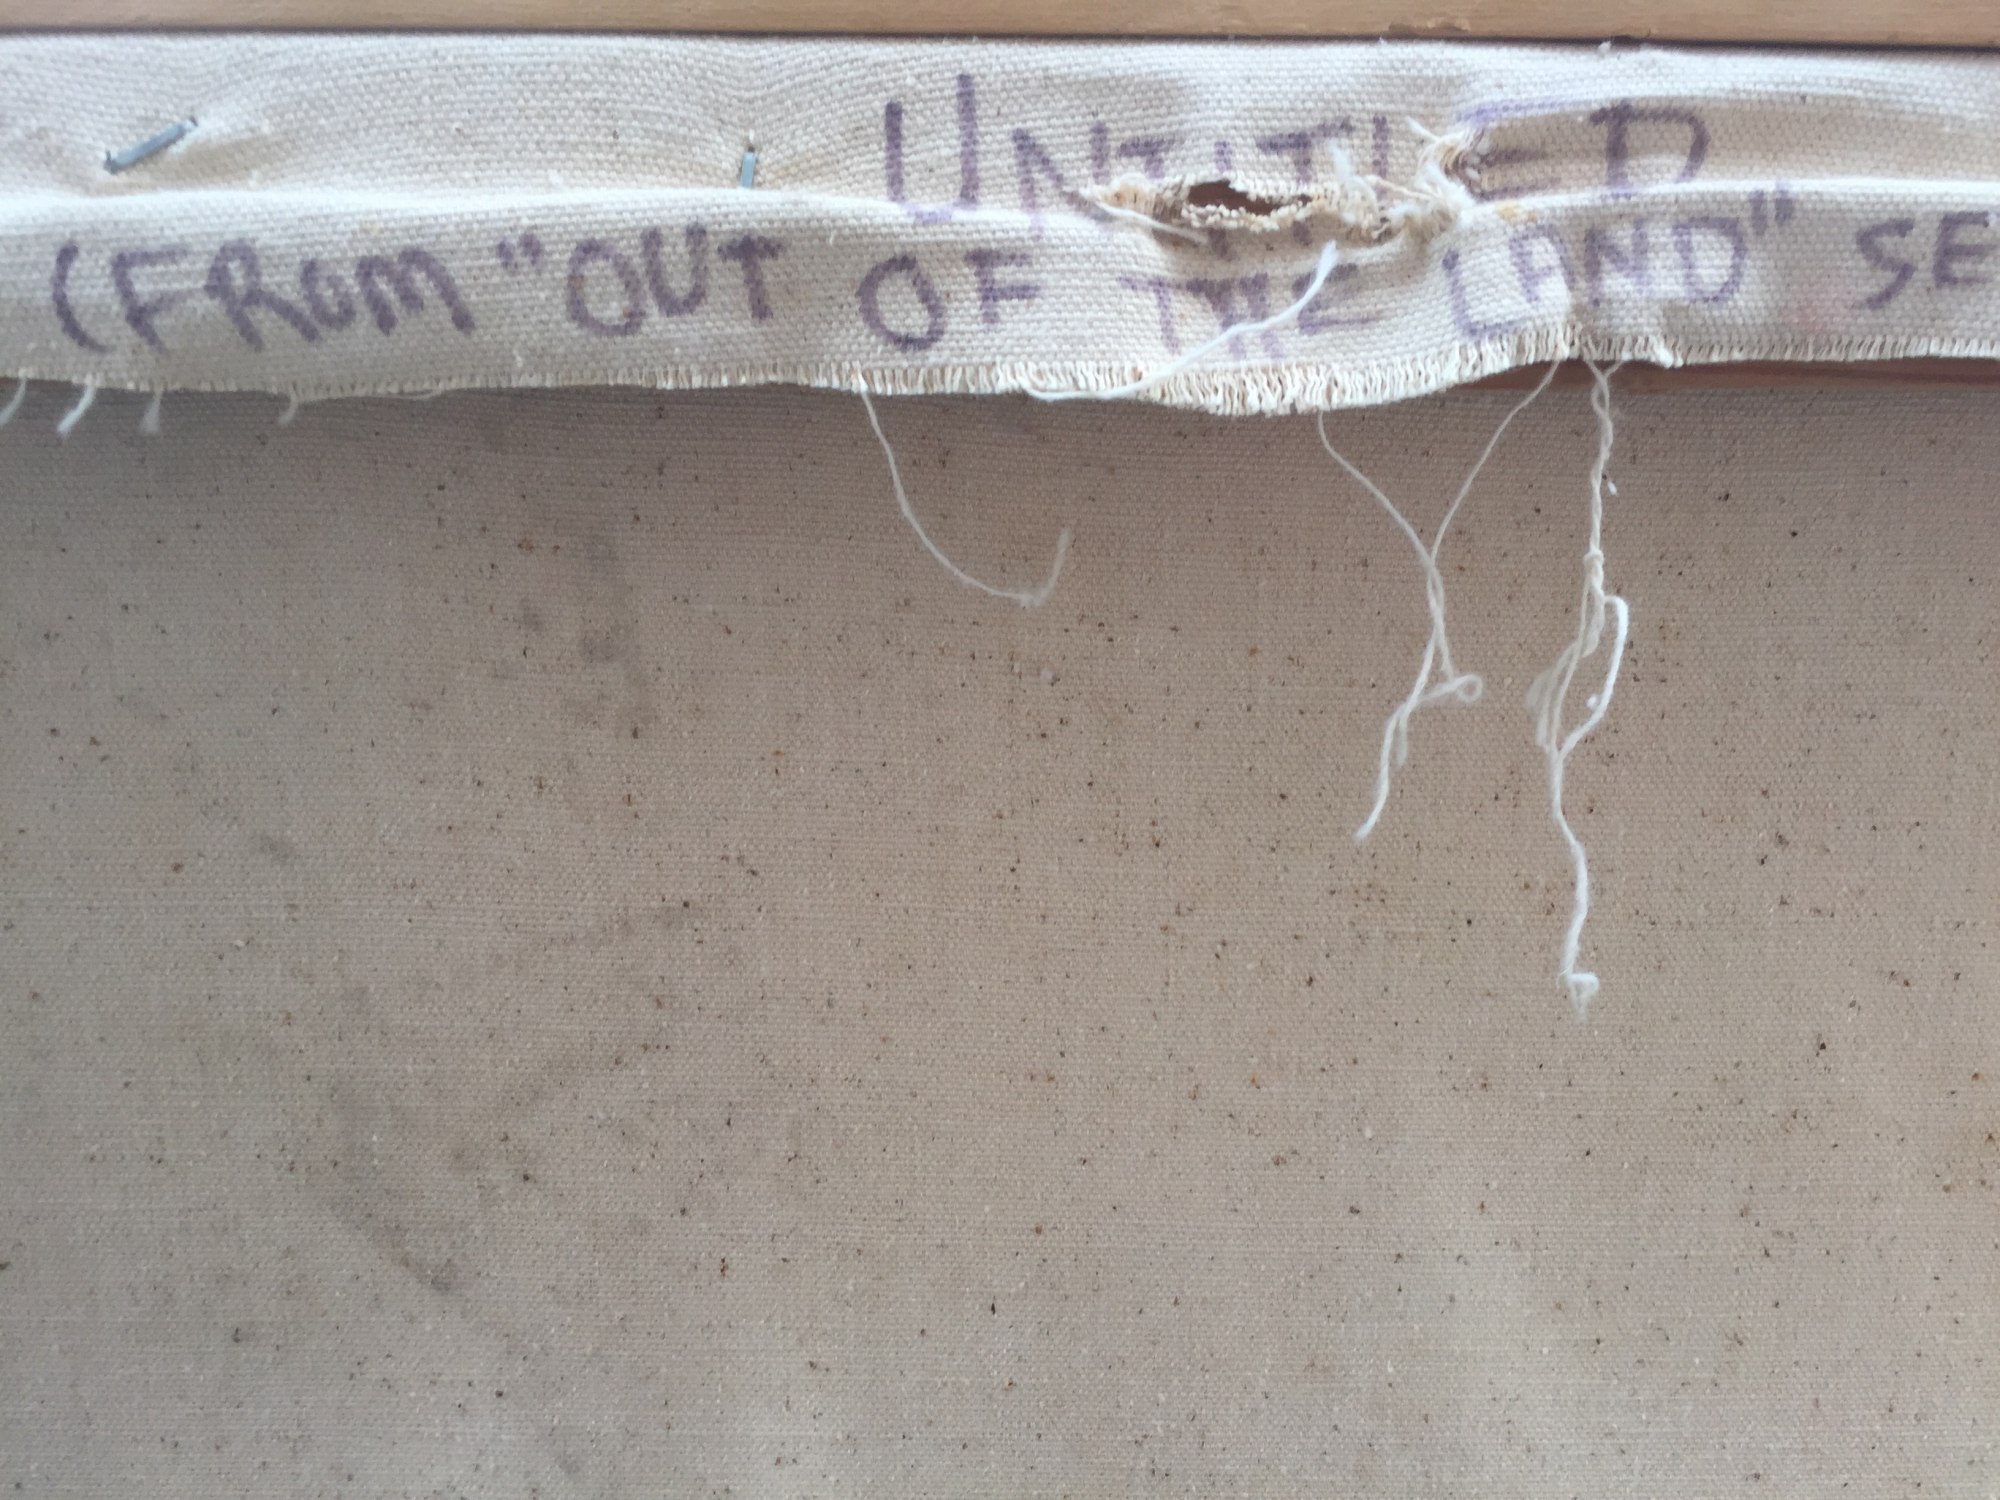 UNTITLED
(FROM "OUT OF THE LAND" SE